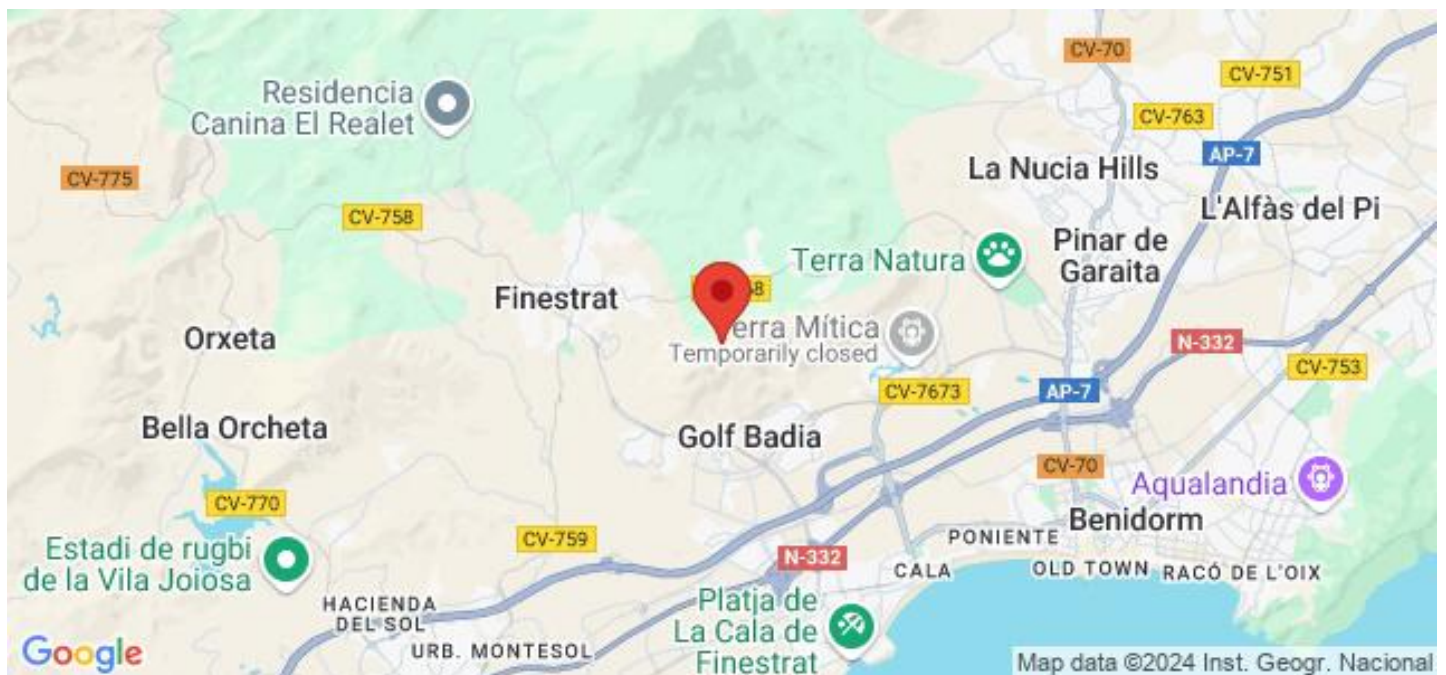 CV-70
CV-751
Residencia
Canina El Realet
CV-763
AP-7
La Nucia Hills
CV-775
CV-758
L'Alfàs del Pi
Pinar de
Garaita
Terra Natura
Finestrat
8
erra Mítica
Temporarily closed
Orxeta
N-332
CV-753
CV-7673
AP-7
Bella Orcheta
Golf Badia
CV-70
Aqualandia
CV-770
Benidorm
CV-759
PONIENTE
Estadi de rugbi
de la Vila Joiosa
N-332
CALA
OLD TOWN
RACÓ DE L'OIX
HACIENDA
DEL SOL
Platja de
La Cala de
Finestrat
URB. MONTESOL
Google
Map data ©2024 Inst. Geogr. Nacional